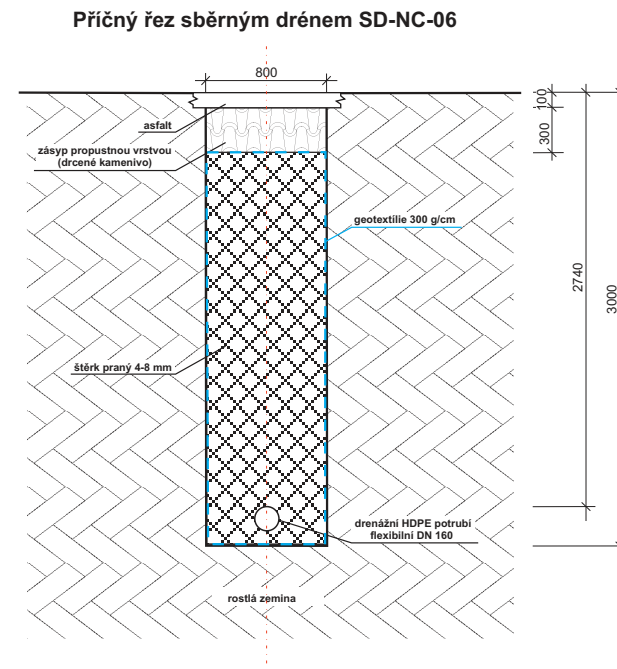 Příčný řez sběrným drénem SD-NC-06
800
100
asfalt
300
zásyp propustnou vrstvou
(drcené kamenivo)
geotextílie 300 g/cm
2740
3000
štěrk praný 4-8 mm
drenážní HDPE potrubí
flexibilní DN 160
rostlá zemina